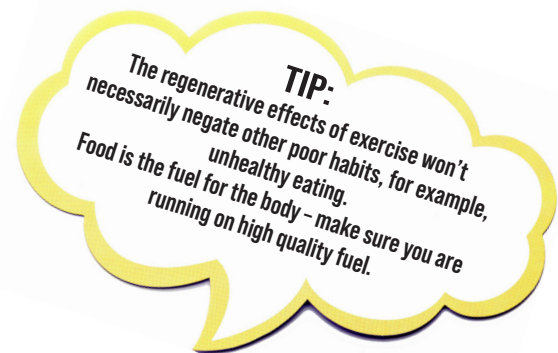 TIP:
The regenerative effects of exercise won't
necessarily negate other poor habits, for example,
unhealthy eating.
Food is the fuel for the body – make sure you are
running on high quality fuel.